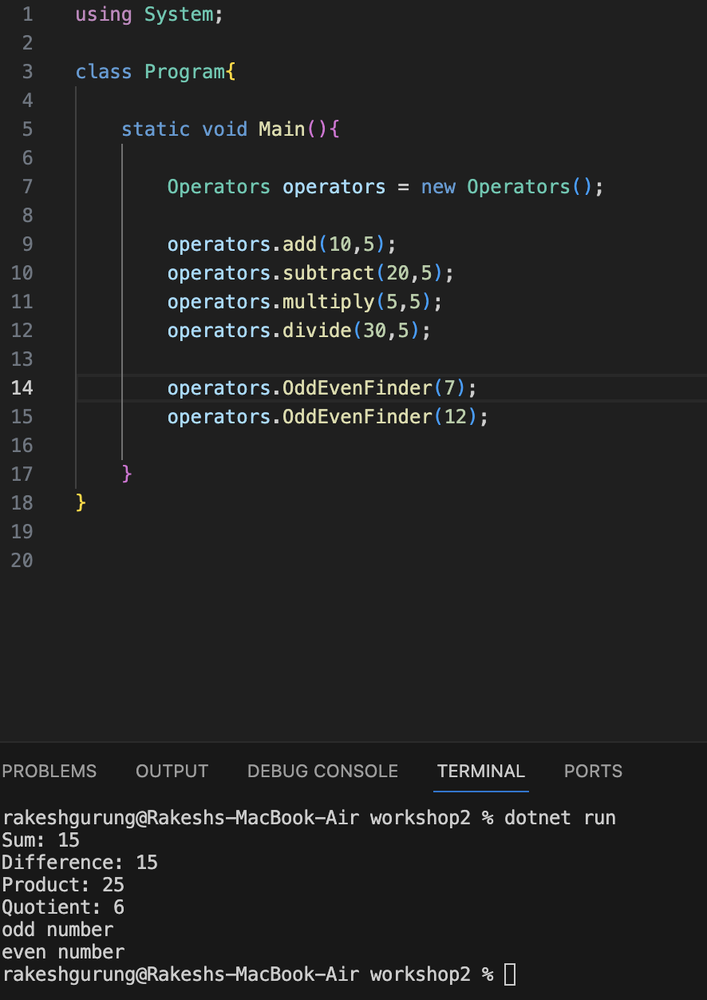 1 using System;
2
3 class Program{
4
5 static void Main(){
6
7 Operators operators = new Operators();
8
9 operators.add(10,5);
10 operators.subtract(20,5);
11 operators.multiply(5,5);
12 operators.divide(30,5);
13
14 operators.OddEvenFinder(7);
15 operators.OddEvenFinder(12);
16
17 }
18 }
19
20
PROBLEMS OUTPUT DEBUG CONSOLE TERMINAL PORTS
rakeshgurung@Rakeshs-MacBook-Air workshop2 % dotnet run
Sum: 15
Difference: 15
Product: 25
Quotient: 6
odd number
even number
rakeshgurung@Rakeshs-MacBook-Air workshop2 %